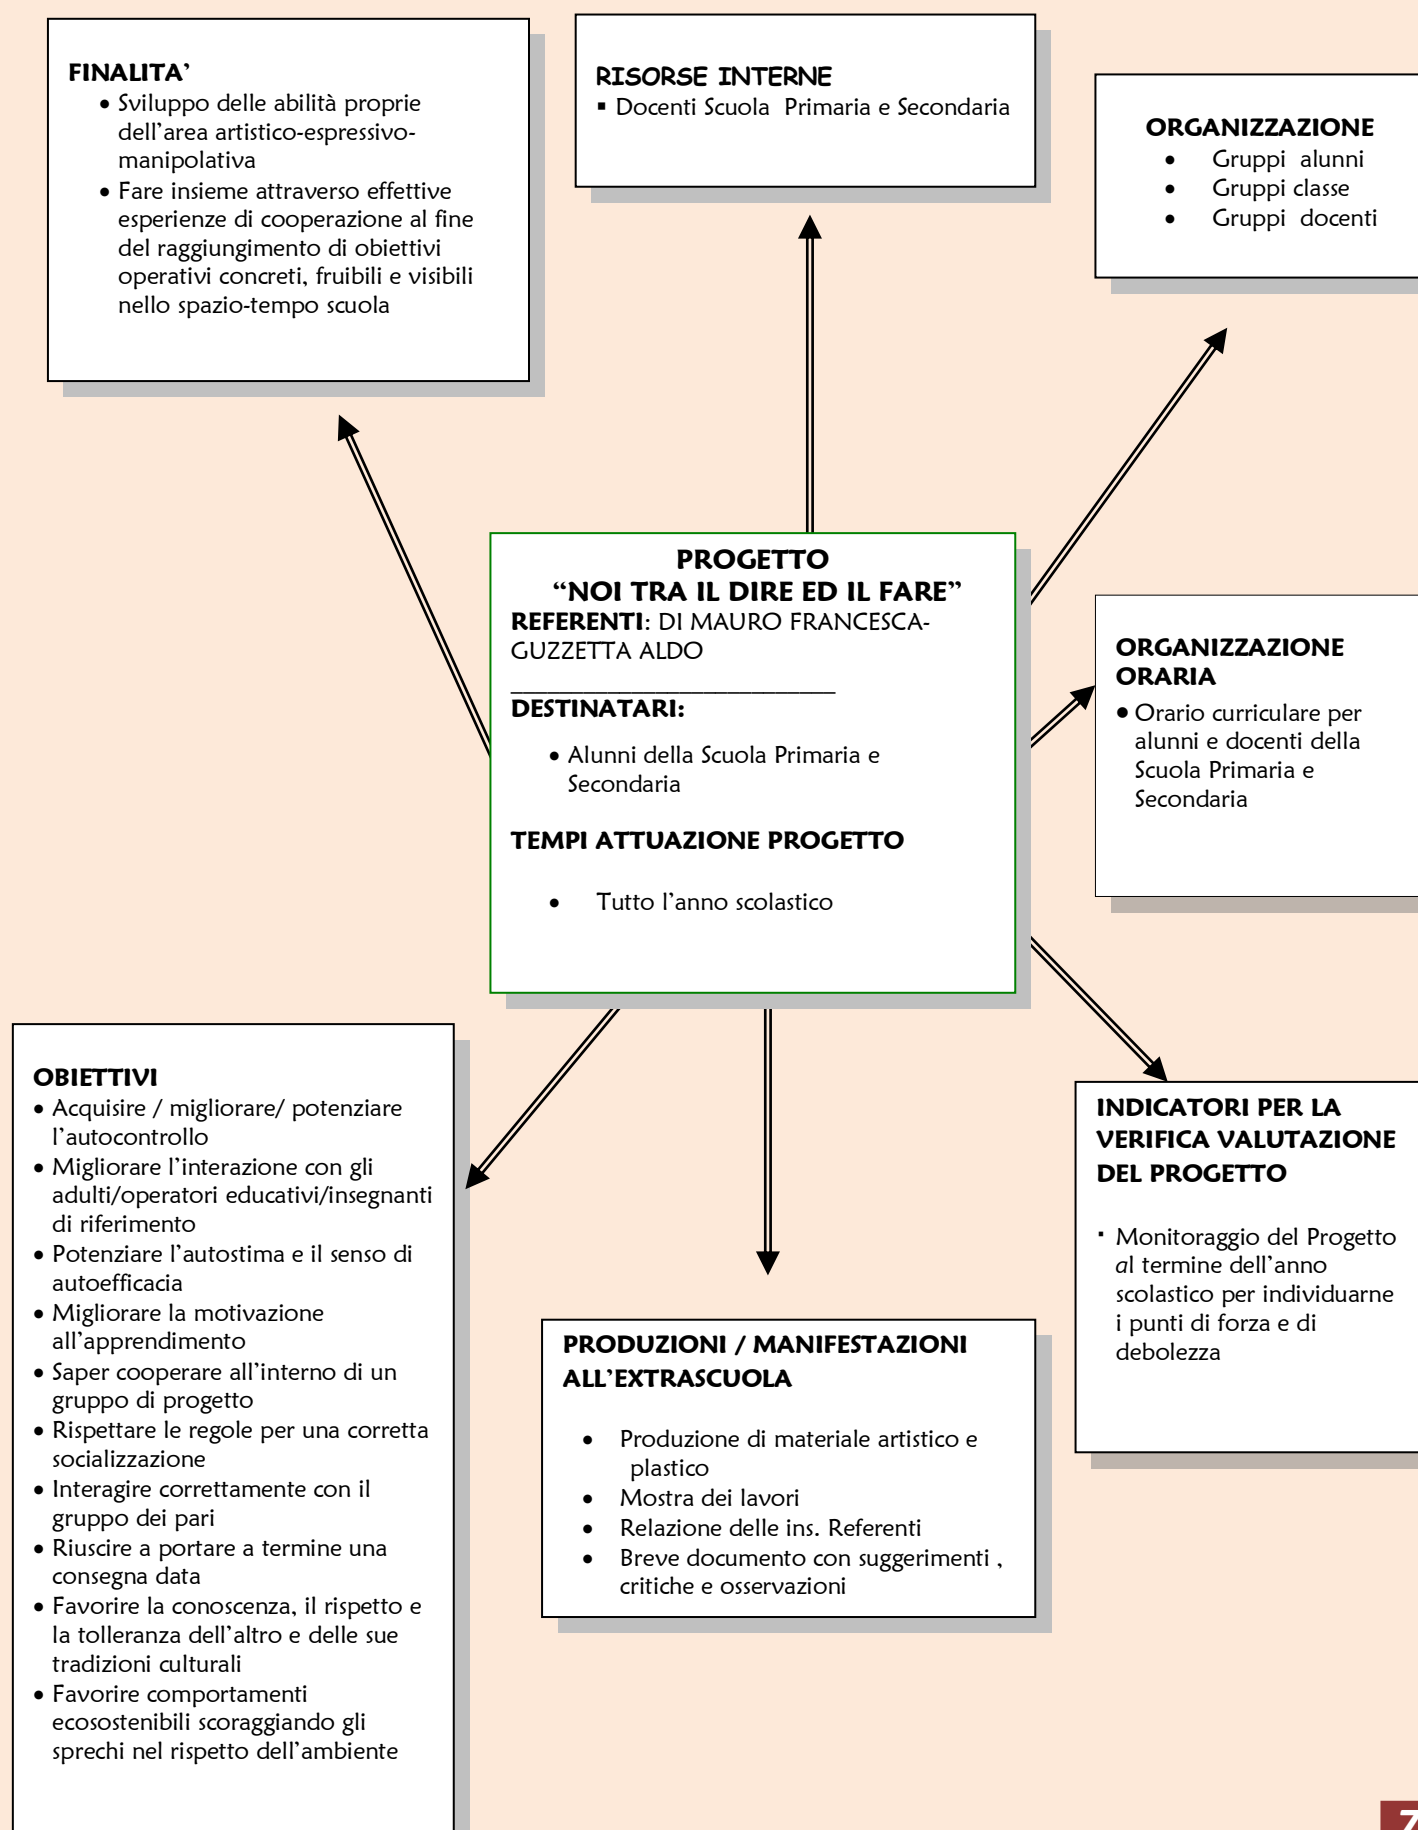 FINALITA’
• Sviluppo delle abilità proprie
dell’area artistico-espressivo-
manipolativa
• Fare insieme attraverso effettive
esperienze di cooperazione al fine
del raggiungimento di obiettivi
operativi concreti, fruibili e visibili
nello spazio-tempo scuola
RISORSE INTERNE
▪ Docenti Scuola Primaria e Secondaria
ORGANIZZAZIONE
• Gruppi alunni
• Gruppi classe
• Gruppi docenti
PROGETTO
“NOI TRA IL DIRE ED IL FARE”
REFERENTI: DI MAURO FRANCESCA-
GUZZETTA ALDO
___________________________
DESTINATARI:
• Alunni della Scuola Primaria e
Secondaria
TEMPI ATTUAZIONE PROGETTO
• Tutto l’anno scolastico
ORGANIZZAZIONE
ORARIA
• Orario curriculare per
alunni e docenti della
Scuola Primaria e
Secondaria
OBIETTIVI
• Acquisire / migliorare/ potenziare
l’autocontrollo
• Migliorare l’interazione con gli
adulti/operatori educativi/insegnanti
di riferimento
• Potenziare l’autostima e il senso di
autoefficacia
• Migliorare la motivazione
all’apprendimento
• Saper cooperare all’interno di un
gruppo di progetto
• Rispettare le regole per una corretta
socializzazione
• Interagire correttamente con il
gruppo dei pari
• Riuscire a portare a termine una
consegna data
• Favorire la conoscenza, il rispetto e
la tolleranza dell’altro e delle sue
tradizioni culturali
• Favorire comportamenti
ecosostenibili scoraggiando gli
sprechi nel rispetto dell’ambiente
PRODUZIONI / MANIFESTAZIONI
ALL’EXTRASCUOLA
• Produzione di materiale artistico e
plastico
• Mostra dei lavori
• Relazione delle ins. Referenti
• Breve documento con suggerimenti ,
critiche e osservazioni
INDICATORI PER LA
VERIFICA VALUTAZIONE
DEL PROGETTO
▪ Monitoraggio del Progetto
al termine dell’anno
scolastico per individuarne
i punti di forza e di
debolezza